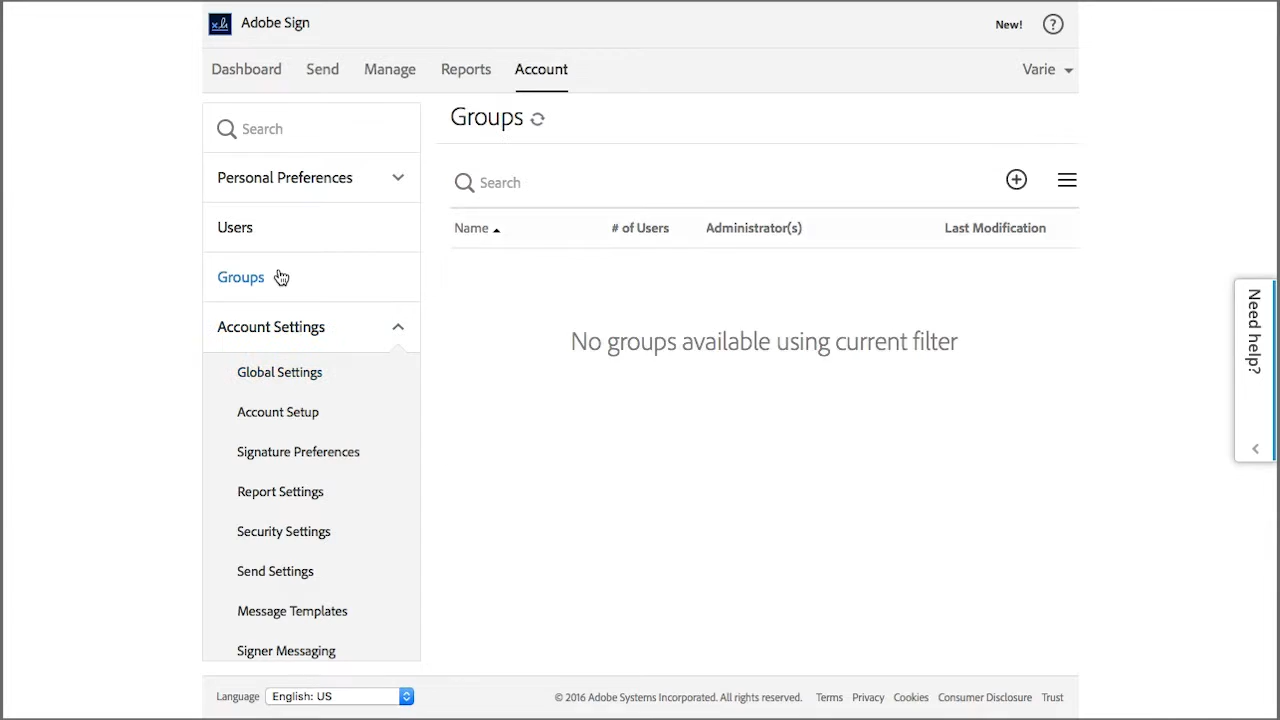 Adobe Sign
New!
?
Dashboard Send Manage Reports Account
Varie
Search
Personal Preferences
Users
Groups
Account Settings
Global Settings
Account Setup
Signature Preferences
Report Settings
Security Settings
Send Settings
Message Templates
Signer Messaging
Groups
Search
Name # of Users Administrator(s) Last Modification
No groups available using current filter
Need help?
Language English: US
© 2016 Adobe Systems Incorporated. All rights reserved. Terms Privacy Cookies Consumer Disclosure Trust